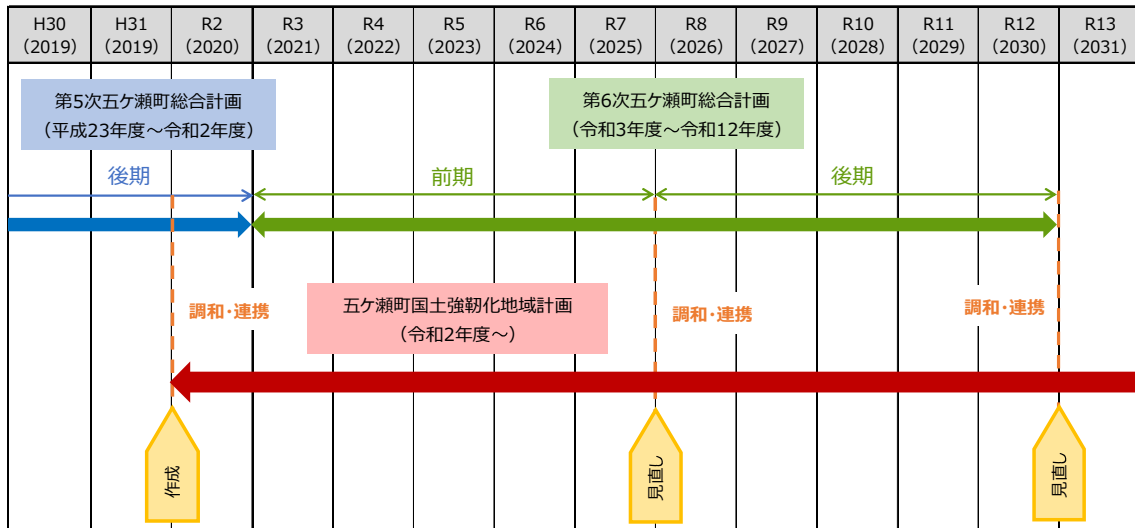 H30 H31 R2 R3 R4 R5 R6 R7 R8 R9 R10 R11 R12 R13
(2019) (2019) (2020) (2021) (2022) (2023) (2024) (2025) (2026) (2027) (2028) (2029) (2030) (2031)
第5次五ケ瀬町総合計画
(平成23年度～令和2年度)
第6次五ケ瀬町総合計画
(令和3年度～令和12年度)
後期 前期 後期
調和・連携
五ケ瀬町国土強靭化地域計画
(令和2年度～)
調和・連携
調和・連携
作成
見直し
見直し